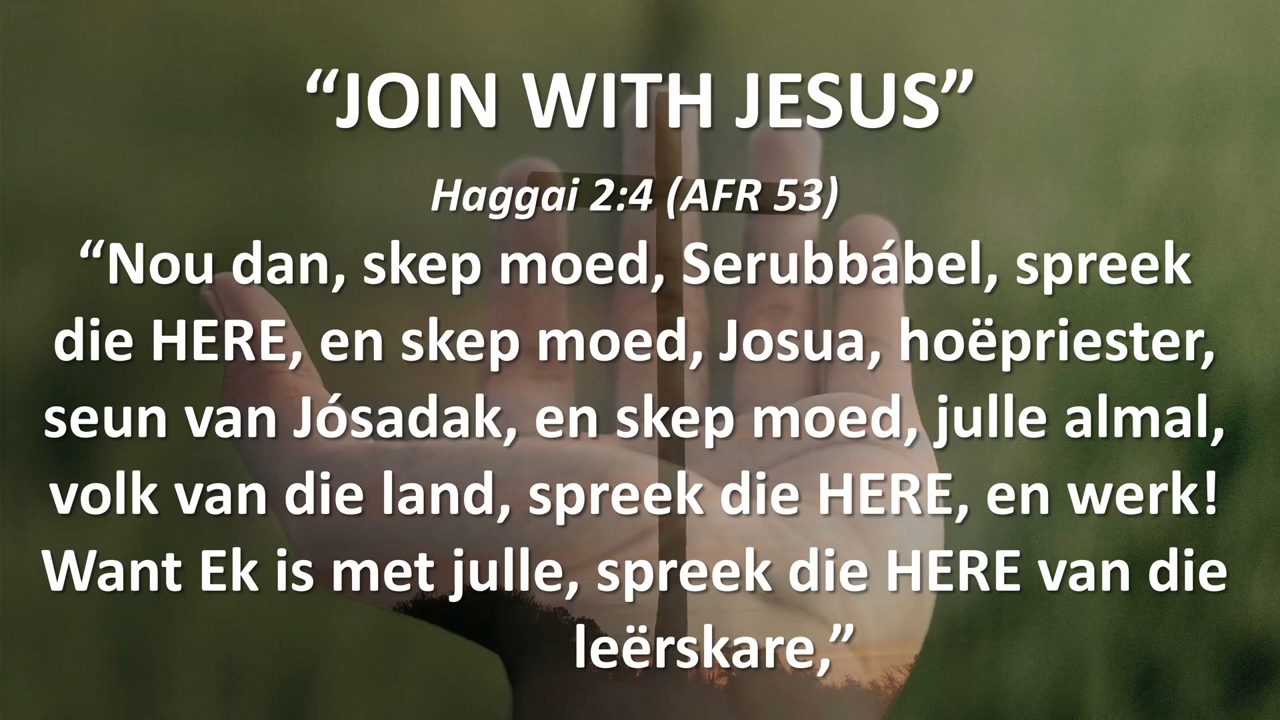 “JOIN WITH JESUS”
Haggai 2:4 (AFR 53)
“Nou dan, skep moed, Serubbábel, spreek
die HERE, en skep moed, Josua, hoëpriester,
seun van Jósadak, en skep moed, julle almal,
volk van die land, spreek die HERE, en werk!
Want Ek is met julle, spreek die HERE van die
leërskare,”